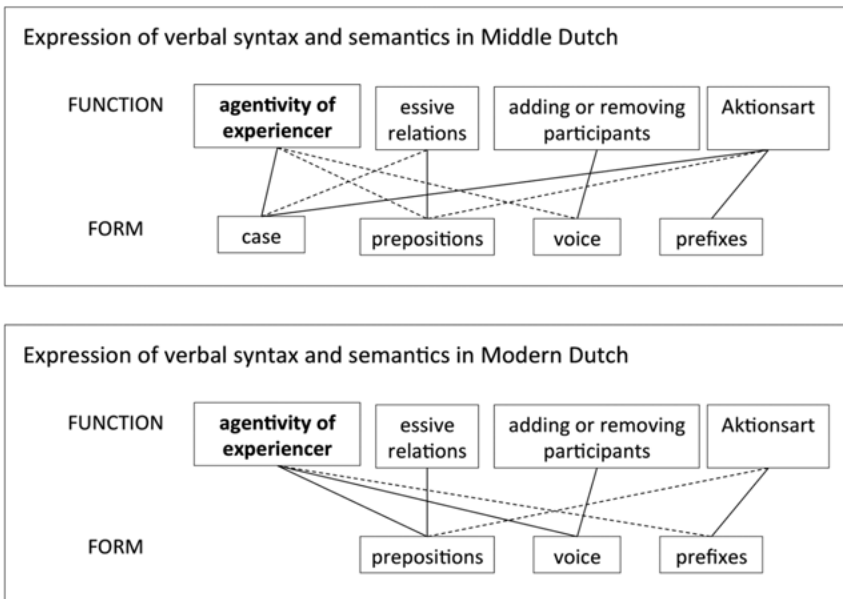 Expression of verbal syntax and semantics in Middle Dutch
FUNCTION
agentivity of
experiencer
essive
relations
adding or removing
participants
Aktionsart
FORM
case
prepositions
voice
prefixes
Expression of verbal syntax and semantics in Modern Dutch
FUNCTION
agentivity of
experiencer
essive
relations
adding or removing
participants
Aktionsart
FORM
prepositions
voice
prefixes